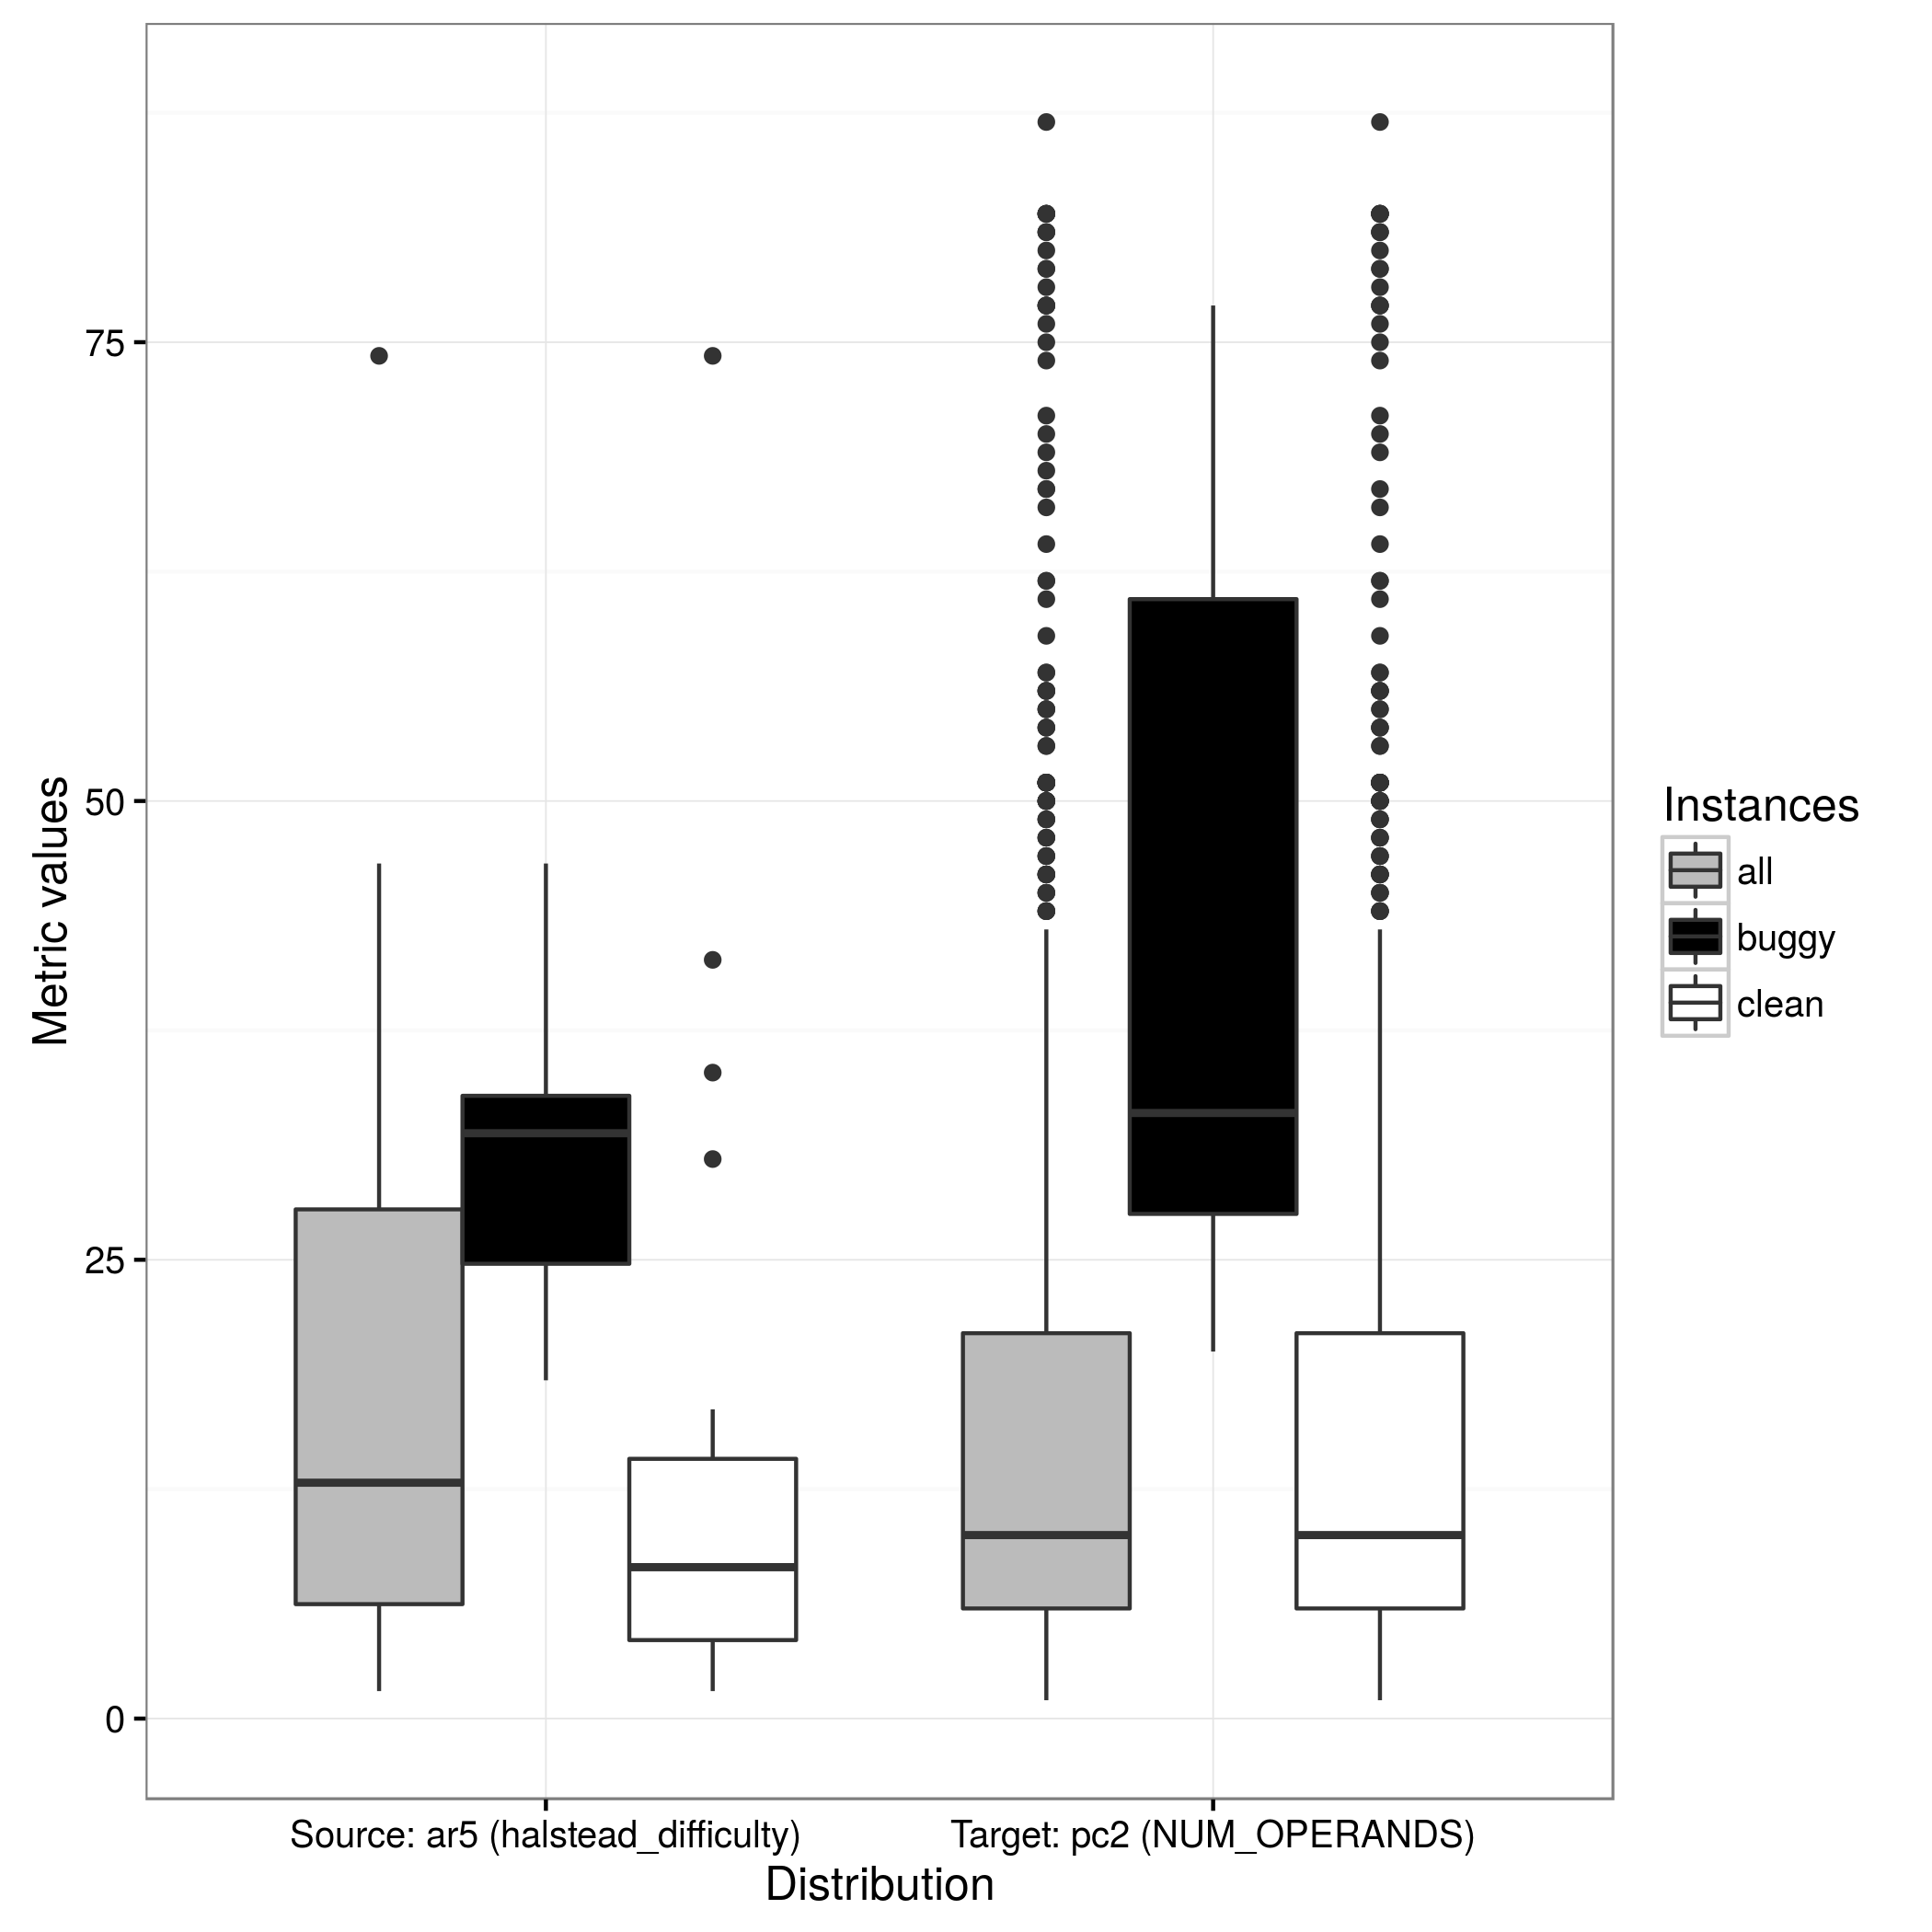 Metric values
75
50
25
0
Source: ar5 (halstead_difficulty)
Target: pc2 (NUM_OPERANDS)
Distribution
Instances
all
buggy
clean